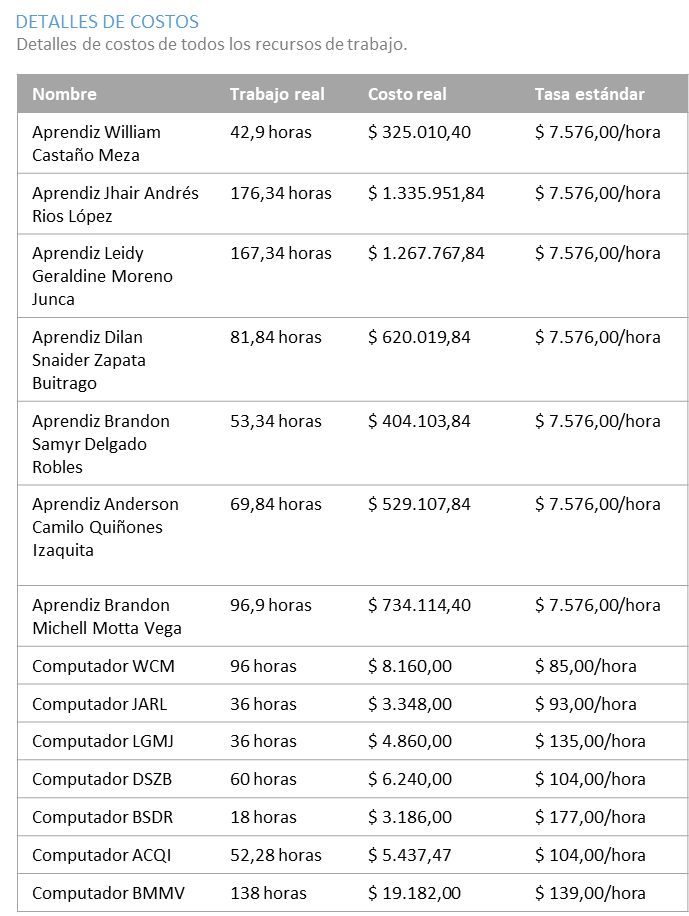 DETALLES DE COSTOS
Detalles de costos de todos los recursos de trabajo.
Nombre Trabajo real Costo real Tasa estándar
Aprendiz William 42,9 horas $ 325.010,40 $ 7.576,00/hora
Castaño Meza
Aprendiz Jhair Andrés 176,34 horas $ 1.335.951,84 $ 7.576,00/hora
Rios López
Aprendiz Leidy 167,34 horas $ 1.267.767,84 $ 7.576,00/hora
Geraldine Moreno
Junca
Aprendiz Dilan 81,84 horas $ 620.019,84 $ 7.576,00/hora
Snaider Zapata
Buitrago
Aprendiz Brandon 53,34 horas $ 404.103,84 $ 7.576,00/hora
Samyr Delgado
Robles
Aprendiz Anderson 69,84 horas $ 529.107,84 $ 7.576,00/hora
Camilo Quiñones
Izaquita
Aprendiz Brandon 96,9 horas $ 734.114,40 $ 7.576,00/hora
Michell Motta Vega
Computador WCM 96 horas $ 8.160,00 $ 85,00/hora
Computador JARL 36 horas $ 3.348,00 $ 93,00/hora
Computador LGMJ 36 horas $ 4.860,00 $ 135,00/hora
Computador DSZB 60 horas $ 6.240,00 $ 104,00/hora
Computador BSDR 18 horas $ 3.186,00 $ 177,00/hora
Computador ACQI 52,28 horas $ 5.437,47 $ 104,00/hora
Computador BMMV 138 horas $ 19.182,00 $ 139,00/hora